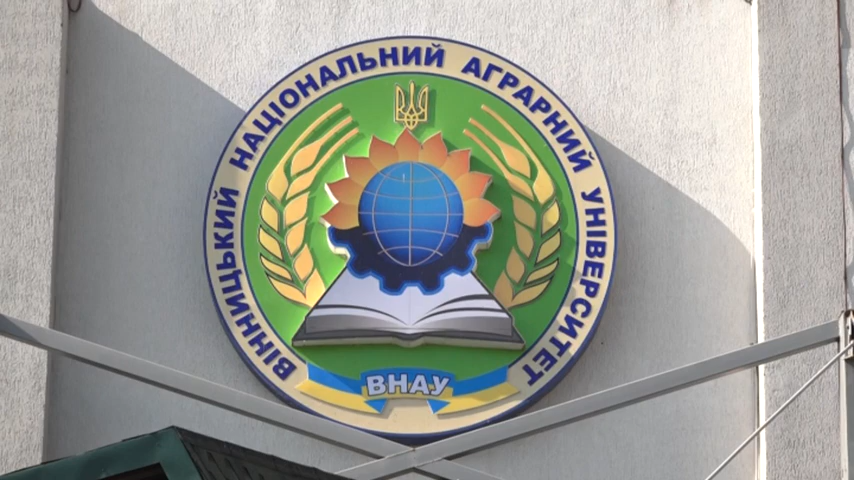 ВІННИЦЬКИЙ НАЦІОНАЛЬНИЙ АГРАРНИЙ УНІВЕРСИТЕТ
ВНАУ